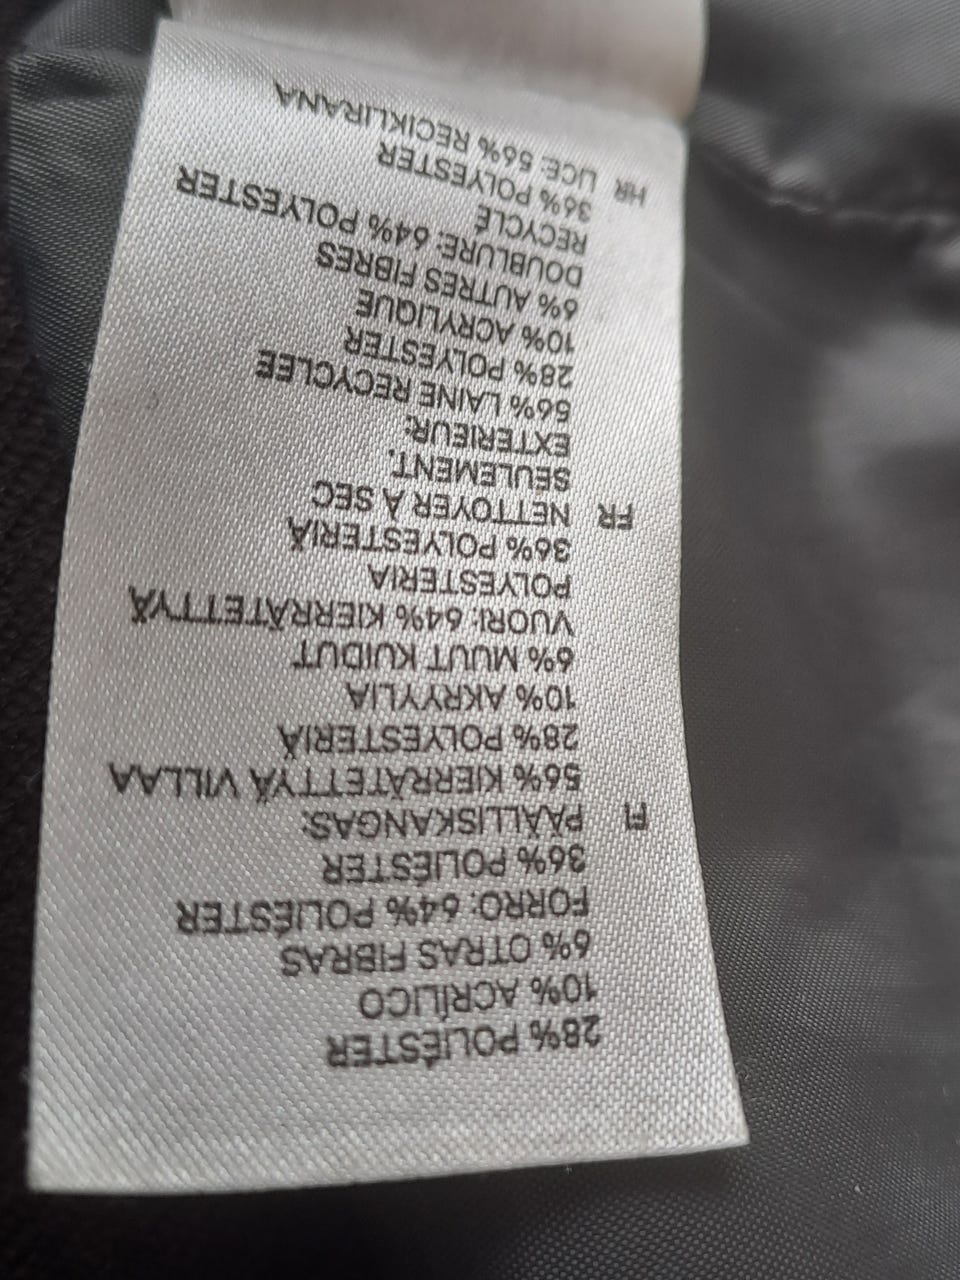 28% POLIÉSTER
10% ACRÍLICO
6% OTRAS FIBRAS
FORRO: 64% POLIÉSTER
36% POLIÉSTER
FI PÄÄLLISKANGAS:
56% KIERRÄTETTYÄ VILLAA
28% POLYESTERIÄ
10% AKRYYLIA
6% MUUT KUIDUT
VUORI: 64% KIERRÄTETTYÄ
POLYESTERIA
36% POLYESTERIÄ
FR NETTOYER À SEC
SEULEMENT.
EXTERIEUR:
56% LAINE RECYCLEE
28% POLYESTER
10% ACRYLIQUE
6% AUTRES FIBRES
DOUBLURE: 64% POLYESTER
RECYCLÉ
36% POLYESTER
HR LICE: 56% RECIKLIRANA